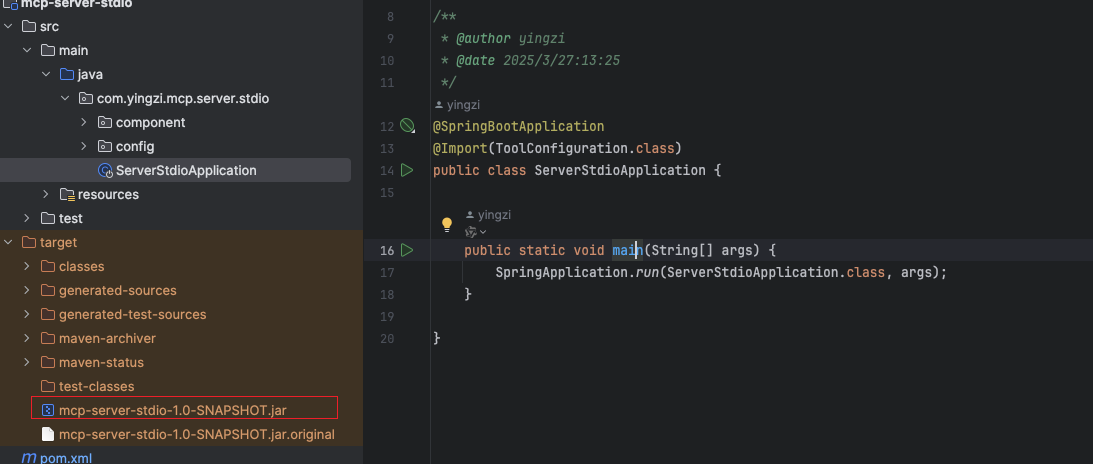 mcp-server-stdio
src
main
java
com.yingzi.mcp.server.stdio
component
config
ServerStdioApplication
resources
test
target
classes
generated-sources
generated-test-sources
maven-archiver
maven-status
test-classes
mcp-server-stdio-1.0-SNAPSHOT.jar
mcp-server-stdio-1.0-SNAPSHOT.jar.original
pom.xml
8 /**
9 * @author yingzi
10 * @date 2025/3/27:13:25
11 */
yingzi
12 @SpringBootApplication
13 @Import(ToolConfiguration.class)
14 public class ServerStdioApplication {
15
yingzi
16 public static void main(String[] args) {
17 SpringApplication.run(ServerStdioApplication.class, args);
18 }
19
20 }